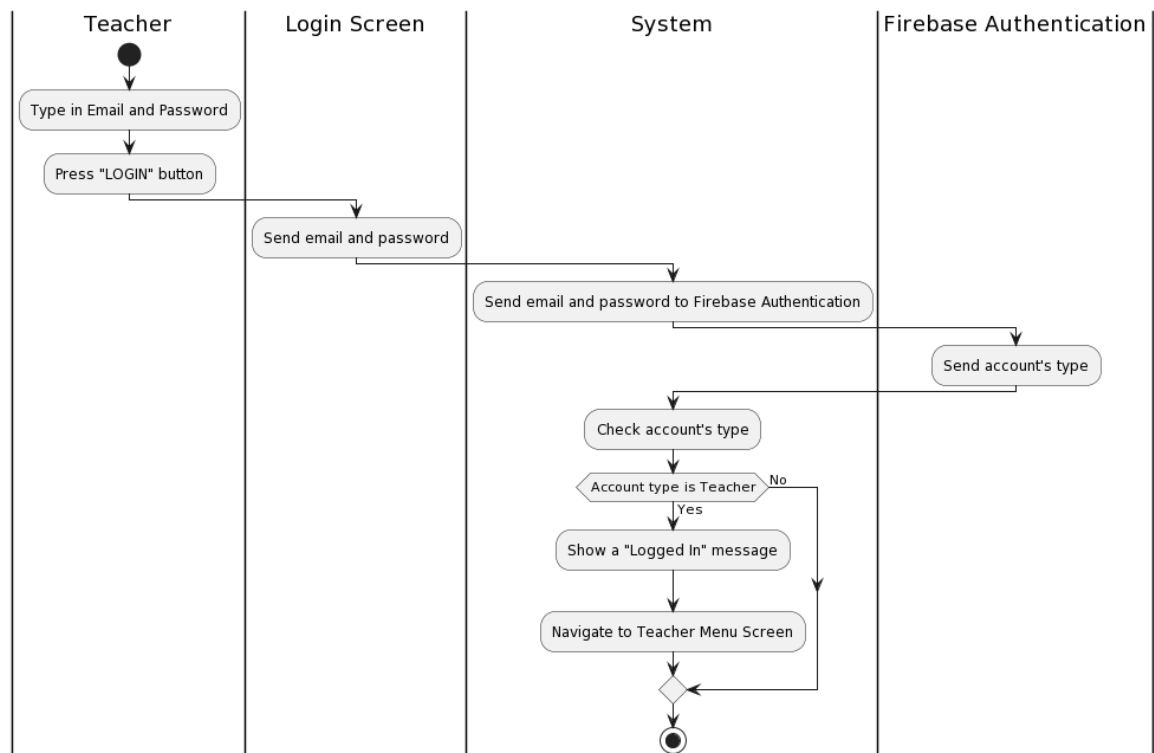 Teacher
Login Screen
System
Firebase Authentication
Type in Email and Password
Press "LOGIN" button
Send email and password
Send email and password to Firebase Authentication
Send account's type
Check account's type
Account type is Teacher
No
Yes
Show a "Logged In" message
Navigate to Teacher Menu Screen